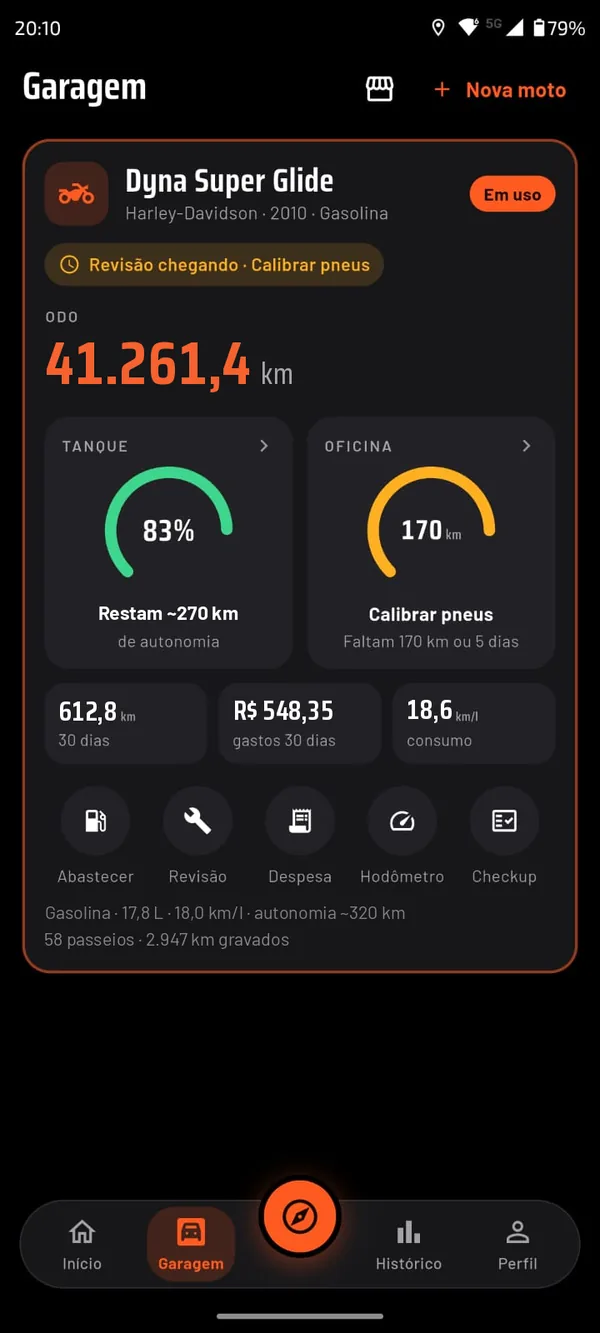 20:10
5G
79%
Garagem
+ Nova moto
Dyna Super Glide
Harley-Davidson · 2010 · Gasolina
Em uso
Revisão chegando · Calibrar pneus
ODO
41.261,4 km
TANQUE
83%
Restam ~270 km
de autonomia
OFICINA
170 km
Calibrar pneus
Faltam 170 km ou 5 dias
612,8 km
30 dias
R$ 548,35
gastos 30 dias
18,6 km/l
consumo
Abastecer
Revisão
Despesa
Hodômetro
Checkup
Gasolina · 17,8 L · 18,0 km/l · autonomia ~320 km
58 passeios · 2.947 km gravados
Início
Garagem
Histórico
Perfil